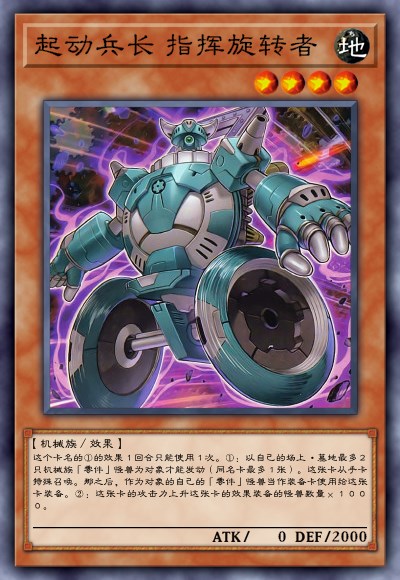 起动兵长 指挥旋转者
地
【机械族/效果】
这个卡名的①的效果1回合只能使用1次。①：以自己的场上·墓地最多2
只机械族「零件」怪兽为对象才能发动（同名卡最多1张）。这张卡从手卡
特殊召唤。那之后，作为对象的自己的「零件」怪兽当作装备卡使用给这张
卡装备。②：这张卡的攻击力上升这张卡的效果装备的怪兽数量×100
0。
ATK/ 0 DEF/2000